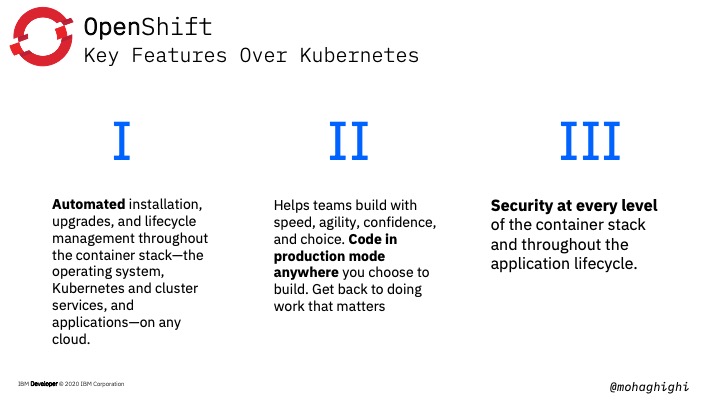 OpenShift
Key Features Over Kubernetes
I
II
III
Automated installation,
upgrades, and lifecycle
management throughout
the container stack—the
operating system,
Kubernetes and cluster
services, and
applications—on any
cloud.
Helps teams build with
speed, agility, confidence,
and choice. Code in
production mode
anywhere you choose to
build. Get back to doing
work that matters
Security at every level
of the container stack
and throughout the
application lifecycle.
IBM Developer © 2020 IBM Corporation
@mohaghighi